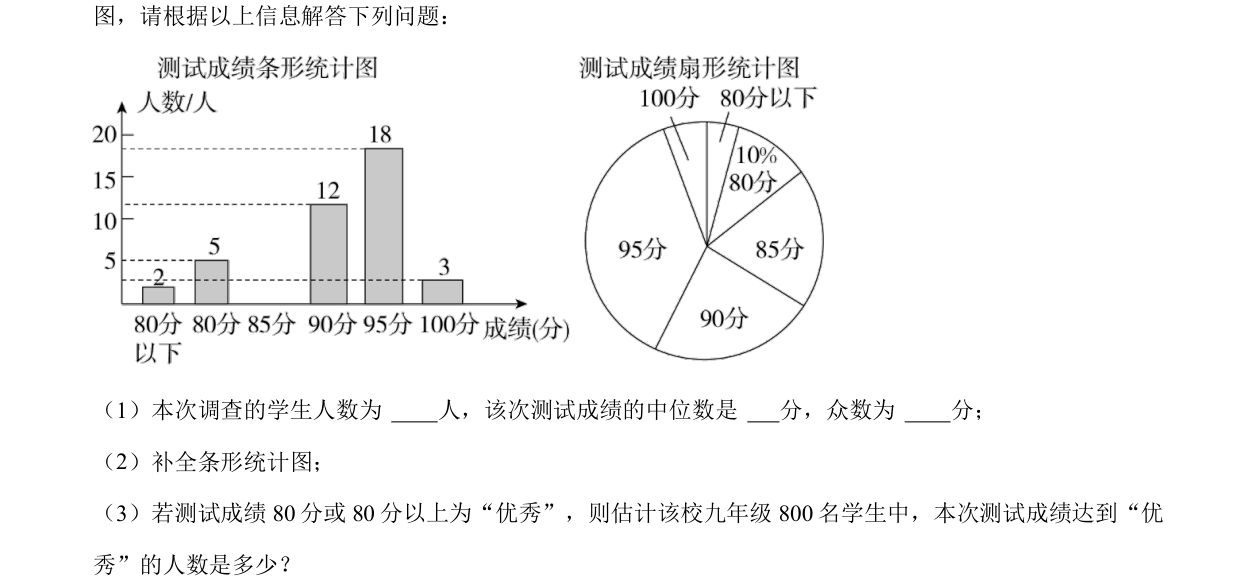 图，请根据以上信息解答下列问题：
测试成绩条形统计图
人数/人
20
15
10
5
2
5
12
18
3
80分以下
80分
85分
90分
95分
100分
成绩(分)
测试成绩扇形统计图
100分
80分以下
10%
80分
85分
90分
95分
（1）本次调查的学生人数为 ____人，该次测试成绩的中位数是 ___分，众数为 ____分；
（2）补全条形统计图；
（3）若测试成绩 80 分或 80 分以上为“优秀”，则估计该校九年级 800 名学生中，本次测试成绩达到“优
秀”的人数是多少？